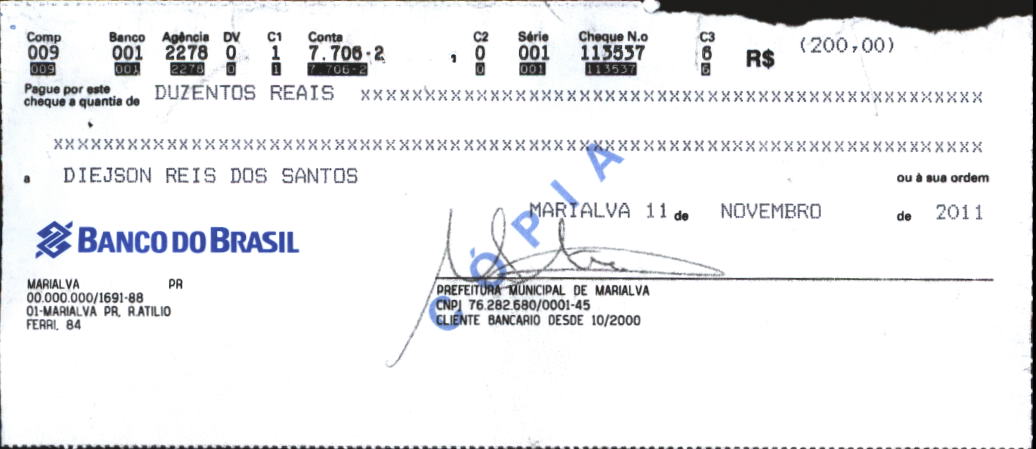 Comp Banco Agência DV C1 Conta C2 Série Cheque N.o C3
009 001 2278 0 1 7.706-2 , 0 001 113537 6 R$ (200,00)
009 001 2278 0 1 7.706-2 0 001 113537 6
Pague por este
cheque a quantia de DUZENTOS REAIS XXXXXXXXXXXXXXXXXXXXXXXXXXXXXXXXXXXXXXXXXXXXXXXXXXX
XXXXXXXXXXXXXXXXXXXXXXXXXXXXXXXXXXXXXXXXXXXXXXXXXXXXXXXXXXXXXXXXXXXXXXXXXXXX
a DIEJSON REIS DOS SANTOS ou à sua ordem
MARIALVA 11 de NOVEMBRO de 2011
CÓPIA
BANCO DO BRASIL
MARIALVA PR
00.000.000/1691-88
01-MARIALVA PR, R.ATILIO
FERRI, 84
PREFEITURA MUNICIPAL DE MARIALVA
CNPJ 76.282.680/0001-45
CLIENTE BANCARIO DESDE 10/2000